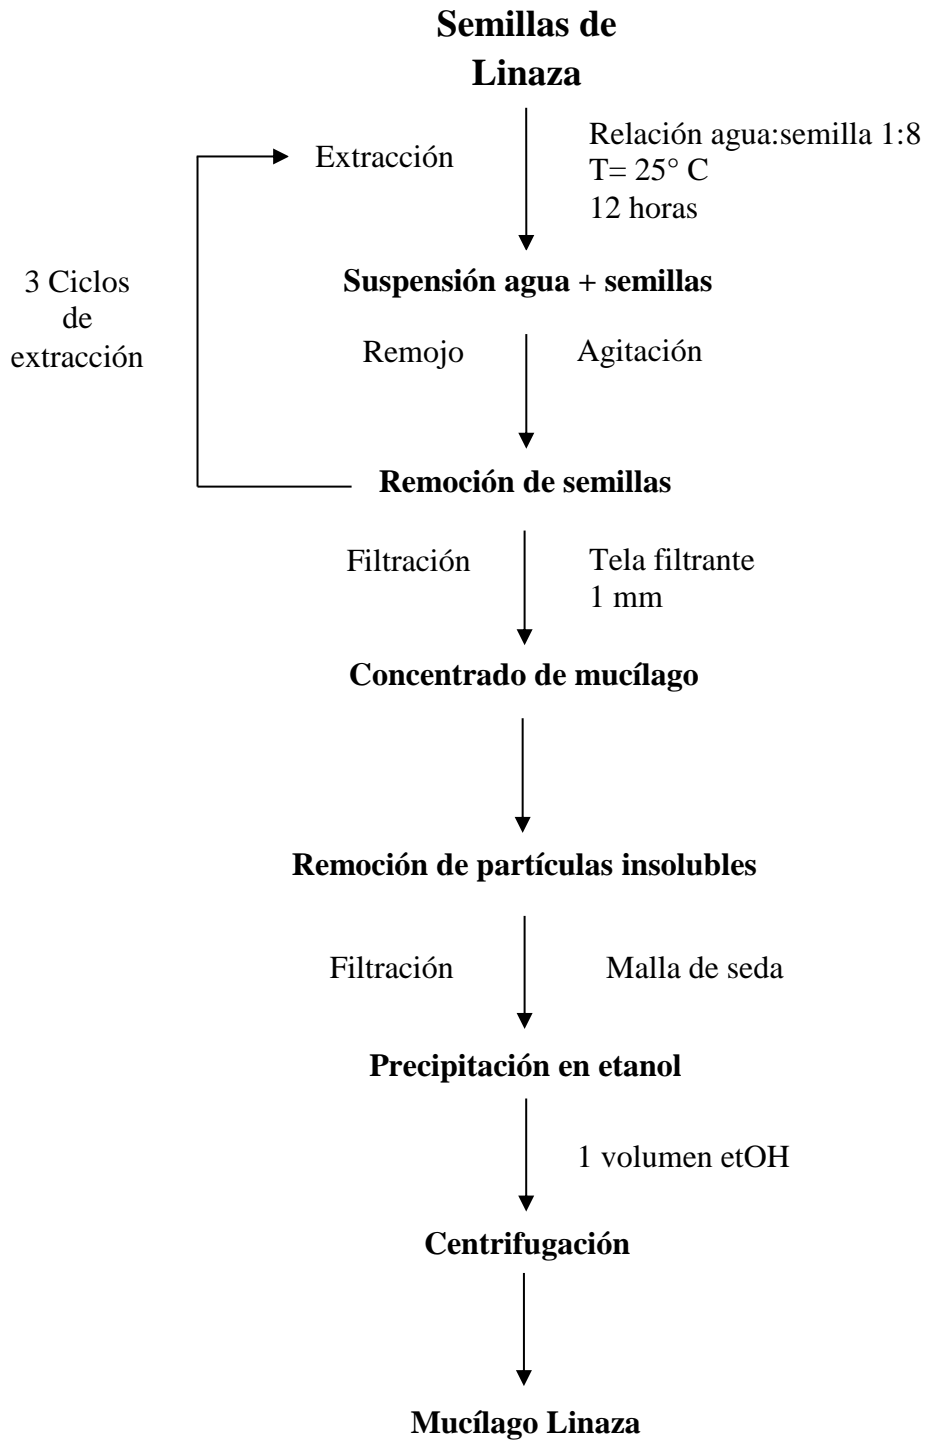 Semillas de
Linaza
Extracción
Relación agua:semilla 1:8
T= 25° C
12 horas
3 Ciclos
de
extracción
Suspensión agua + semillas
Remojo
Agitación
Remoción de semillas
Filtración
Tela filtrante
1 mm
Concentrado de mucílago
Remoción de partículas insolubles
Filtración
Malla de seda
Precipitación en etanol
1 volumen etOH
Centrifugación
Mucílago Linaza